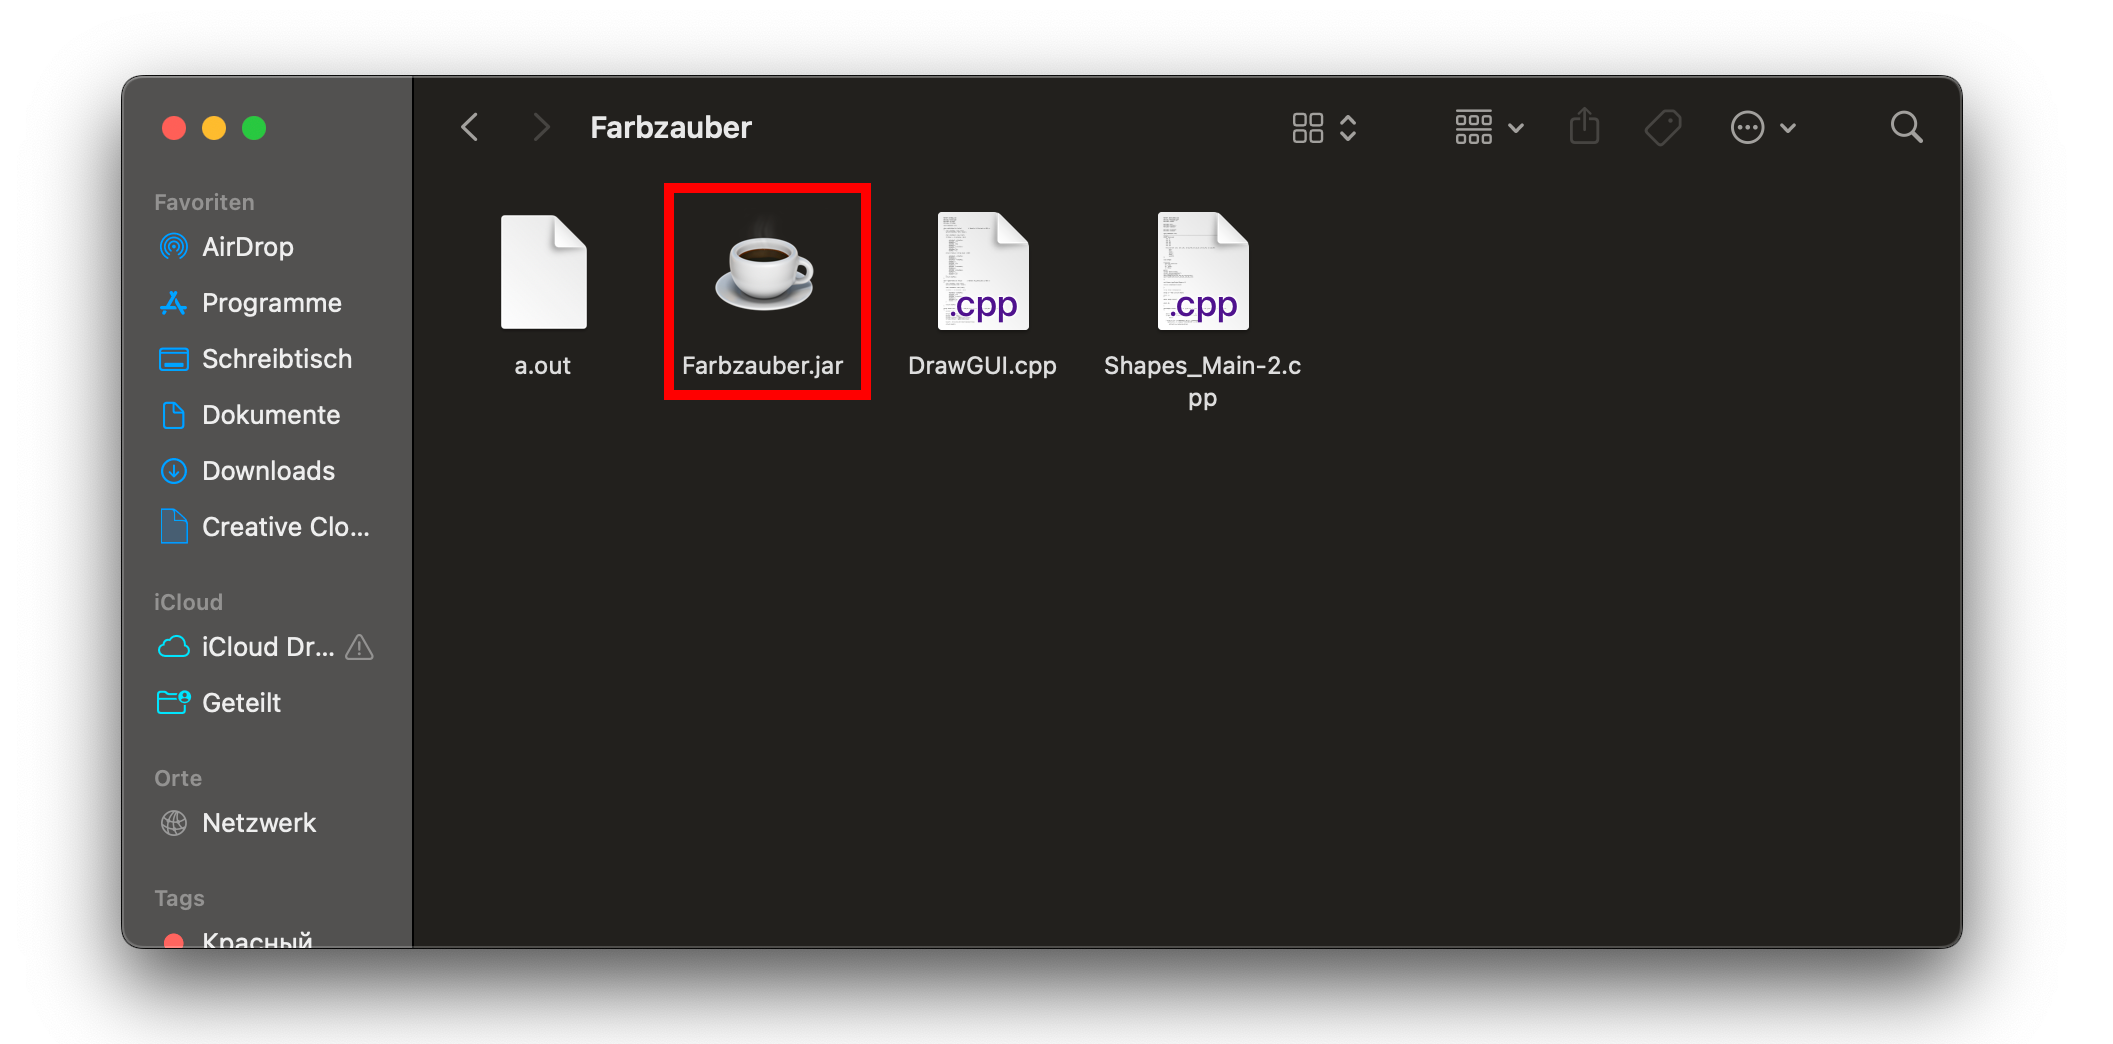 Farbzauber
Favoriten
AirDrop
Programme
Schreibtisch
Dokumente
Downloads
Creative Clo...
iCloud
iCloud Dr...
Geteilt
Orte
Netzwerk
Tags
Красный
a.out
Farbzauber.jar
.cpp
DrawGUI.cpp
.cpp
Shapes_Main-2.c
pp